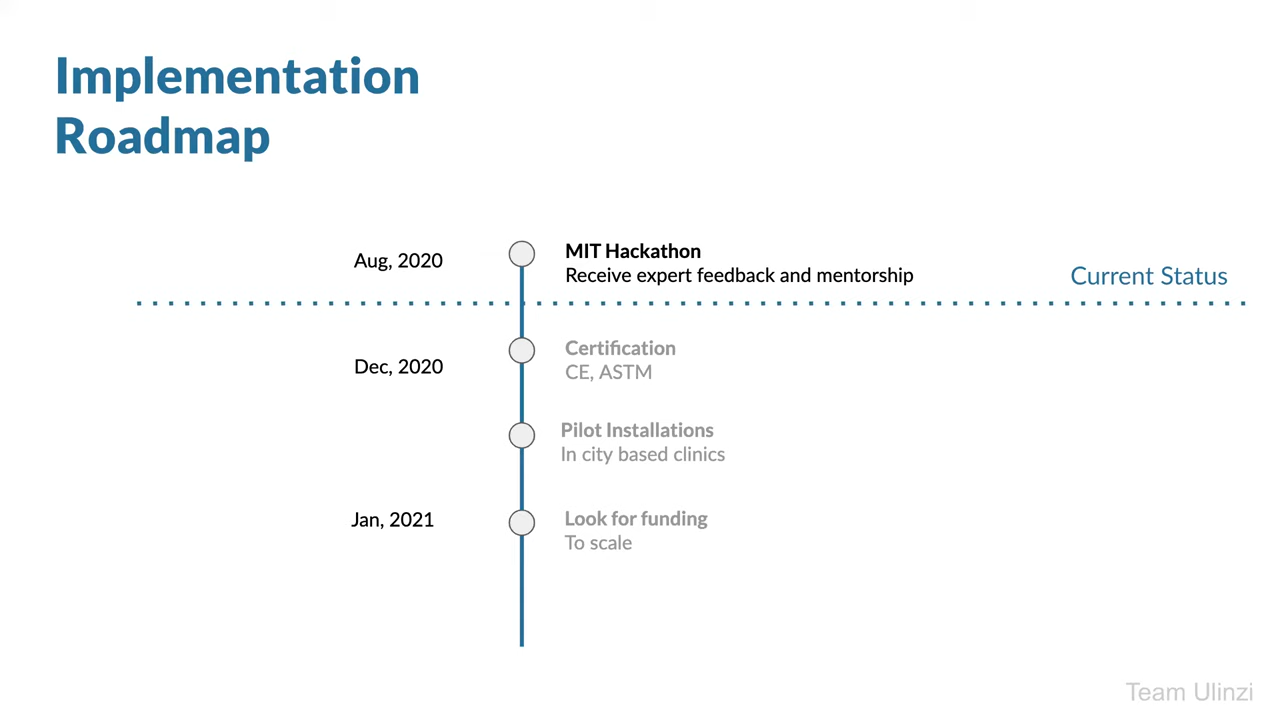 Implementation
Roadmap
Aug, 2020
MIT Hackathon
Receive expert feedback and mentorship
Current Status
Dec, 2020
Certification
CE, ASTM
Pilot Installations
In city based clinics
Jan, 2021
Look for funding
To scale
Team Ulinzi